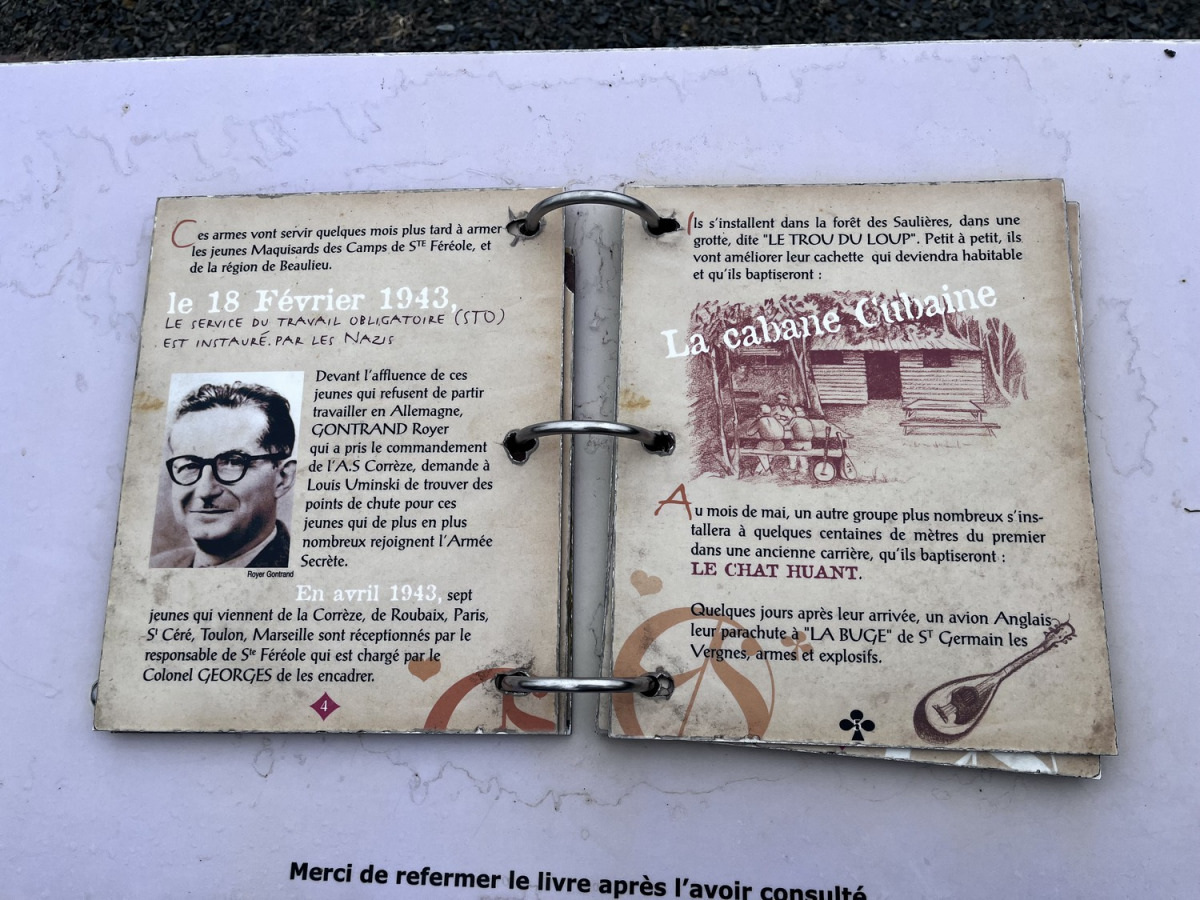 Ces armes vont servir quelques mois plus tard à armer
les jeunes Maquisards des Camps de STE Féréole, et
de la région de Beaulieu.
le 18 Février 1943,
LE SERVICE DU TRAVAIL OBLIGATOIRE (STO)
EST INSTAURÉ. PAR LES NAZIS
Devant l'affluence de ces
jeunes qui refusent de partir
travailler en Allemagne,
GONTRAND Royer
qui a pris le commandement
de l'A.S Corrèze, demande à
Louis Uminski de trouver des
points de chute pour ces
jeunes qui de plus en plus
nombreux rejoignent l'Armée
Secrète.
Royer Gontrand
En avril 1943, sept
jeunes qui viennent de la Corrèze, de Roubaix, Paris,
St Céré, Toulon, Marseille sont réceptionnés par le
responsable de Ste Féréole qui est chargé par le
Colonel GEORGES de les encadrer.
4
Ils s'installent dans la forêt des Saulières, dans une
grotte, dite "LE TROU DU LOUP". Petit à petit, ils
vont améliorer leur cachette qui deviendra habitable
et qu'ils baptiseront :
La cabane Cubaine
Au mois de mai, un autre groupe plus nombreux s'ins-
tallera à quelques centaines de mètres du premier
dans une ancienne carrière, qu'ils baptiseront :
LE CHAT HUANT.
Quelques jours après leur arrivée, un avion Anglais
leur parachute à "LA BUGE" de ST Germain les
Vergnes, armes et explosifs.
Merci de refermer le livre après l'avoir consulté